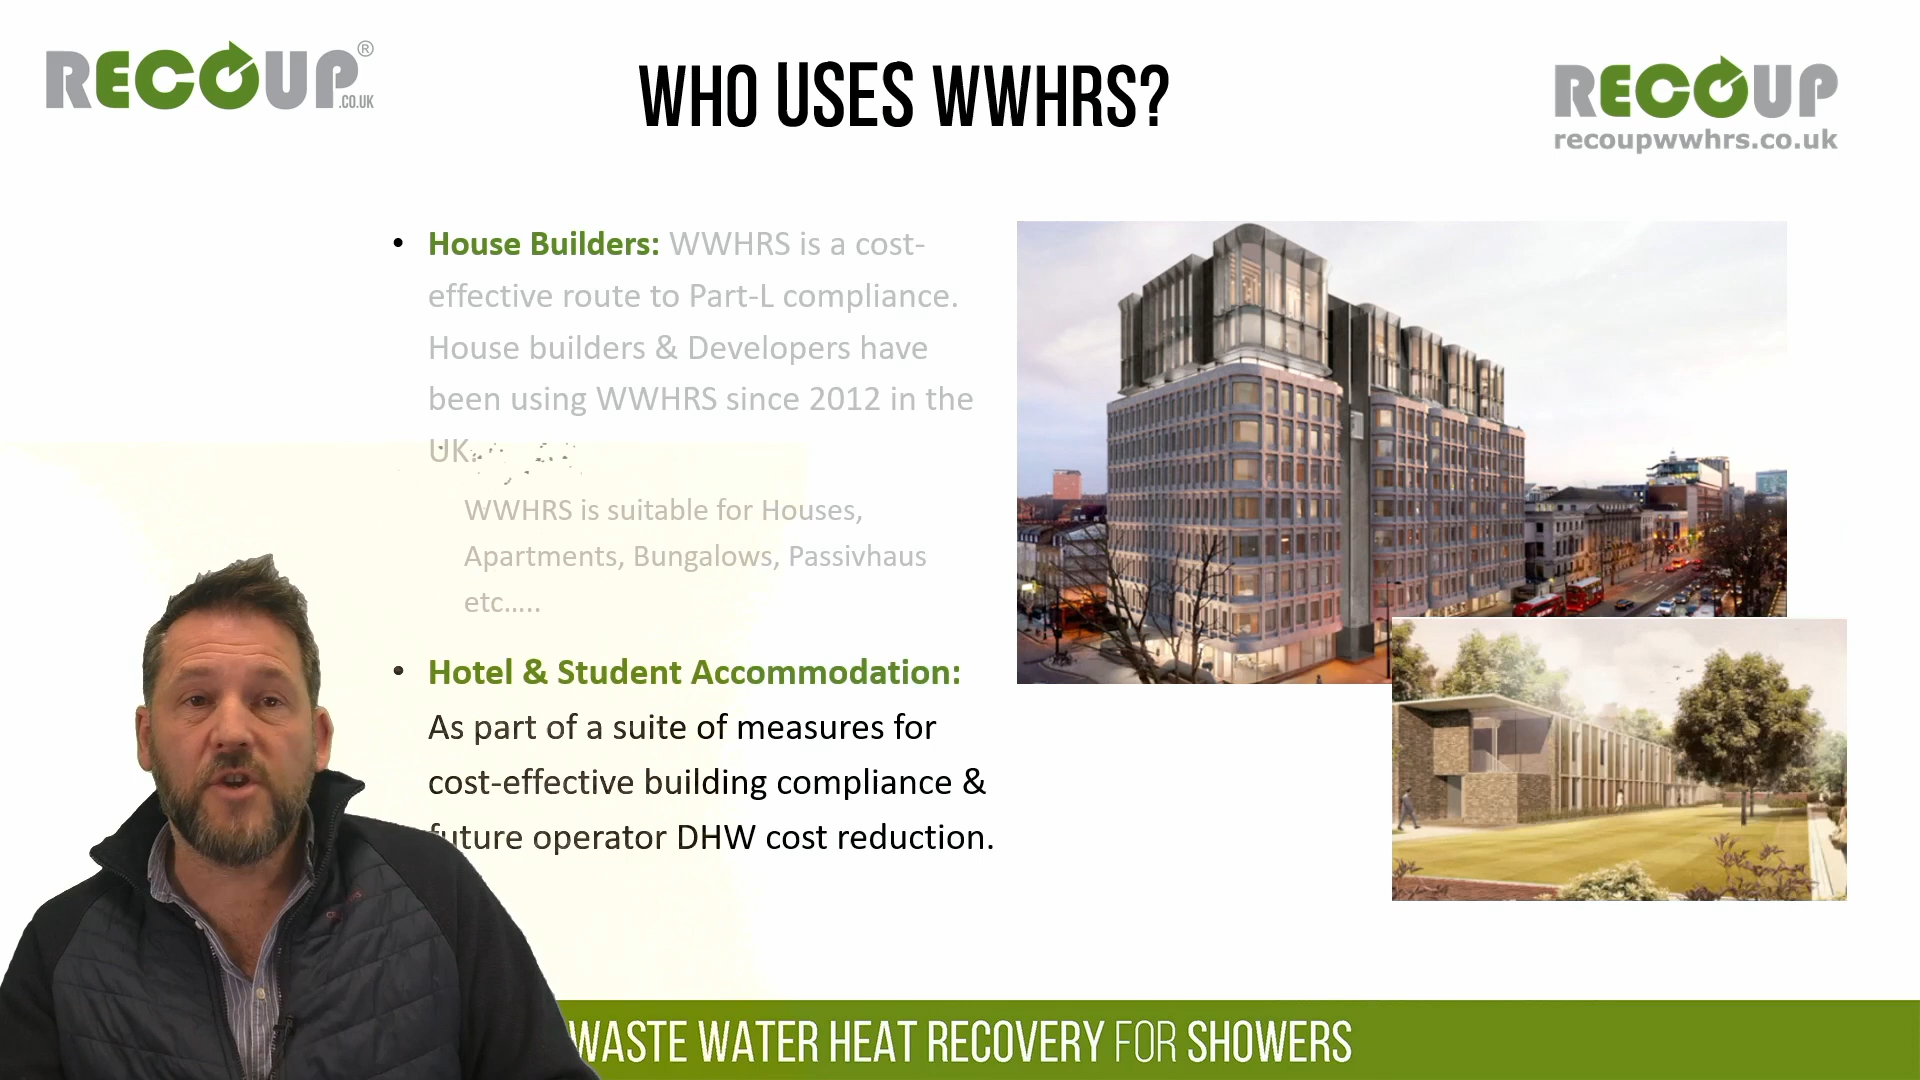 RECOUP®
.CO.UK
WHO USES WWHRS?
RECOUP
recoupwwhrs.co.uk
• House Builders: WWHRS is a cost-
effective route to Part-L compliance.
House builders & Developers have
been using WWHRS since 2012 in the
UK.
WWHRS is suitable for Houses,
Apartments, Bungalows, Passivhaus
etc.....
• Hotel & Student Accommodation:
As part of a suite of measures for
cost-effective building compliance &
future operator DHW cost reduction.
WASTE WATER HEAT RECOVERY FOR SHOWERS